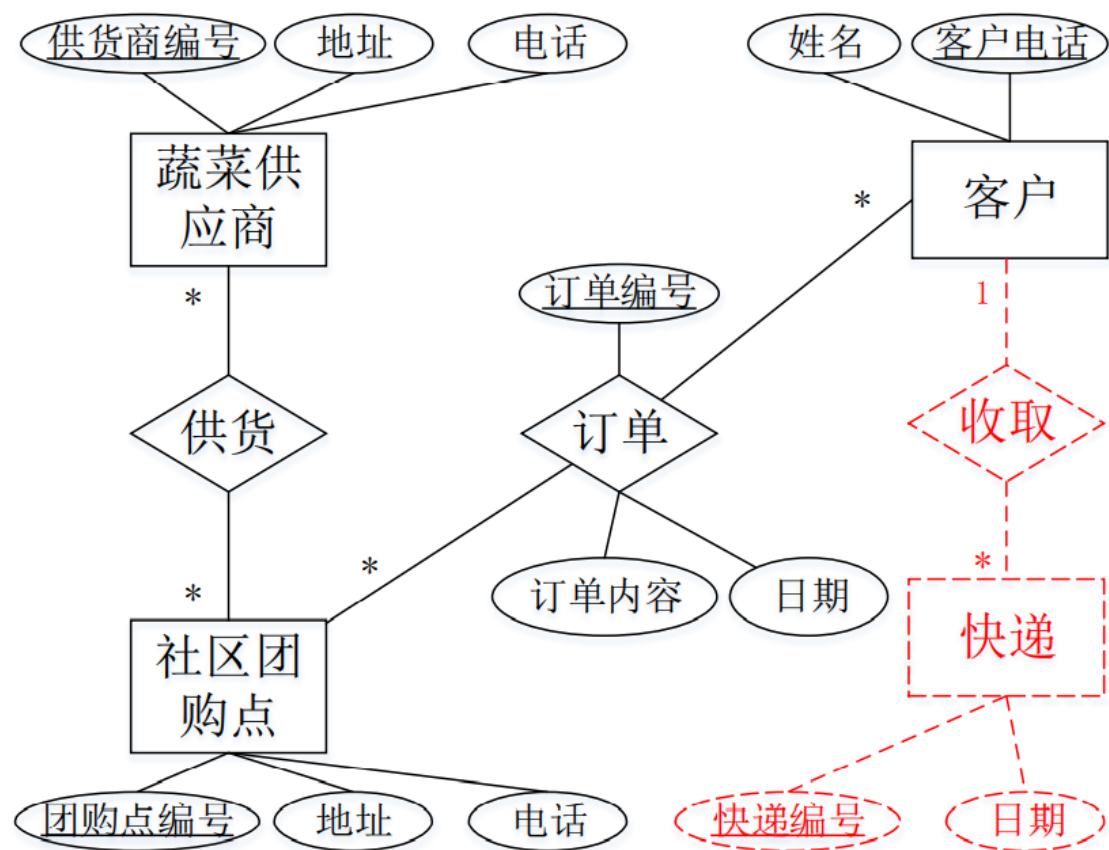 供货商编号
地址
电话
姓名
客户电话
蔬菜供
应商
客户
*
*
订单编号
1
供货
订单
收取
*
*
*
订单内容
日期
社区团
购点
快递
团购点编号
地址
电话
快递编号
日期